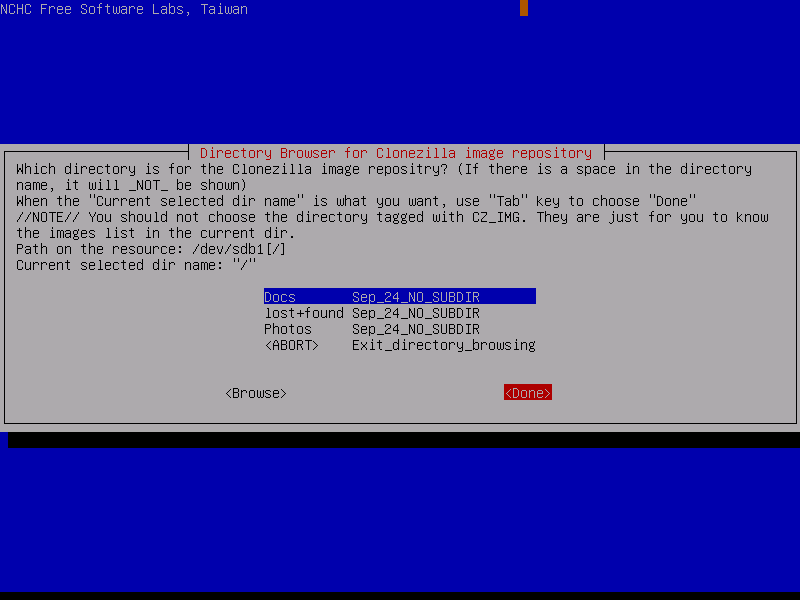 NCHC Free Software Labs, Taiwan
Directory Browser for Clonezilla image repository
Which directory is for the Clonezilla image repositry? (If there is a space in the directory
name, it will _NOT_ be shown)
When the "Current selected dir name" is what you want, use "Tab" key to choose "Done"
//NOTE// You should not choose the directory tagged with CZ_IMG. They are just for you to know
the images list in the current dir.
Path on the resource: /dev/sdb1[/]
Current selected dir name: "/"
Docs Sep_24_NO_SUBDIR
lost+found Sep_24_NO_SUBDIR
Photos Sep_24_NO_SUBDIR
<ABORT> Exit_directory_browsing
<Browse> <Done>